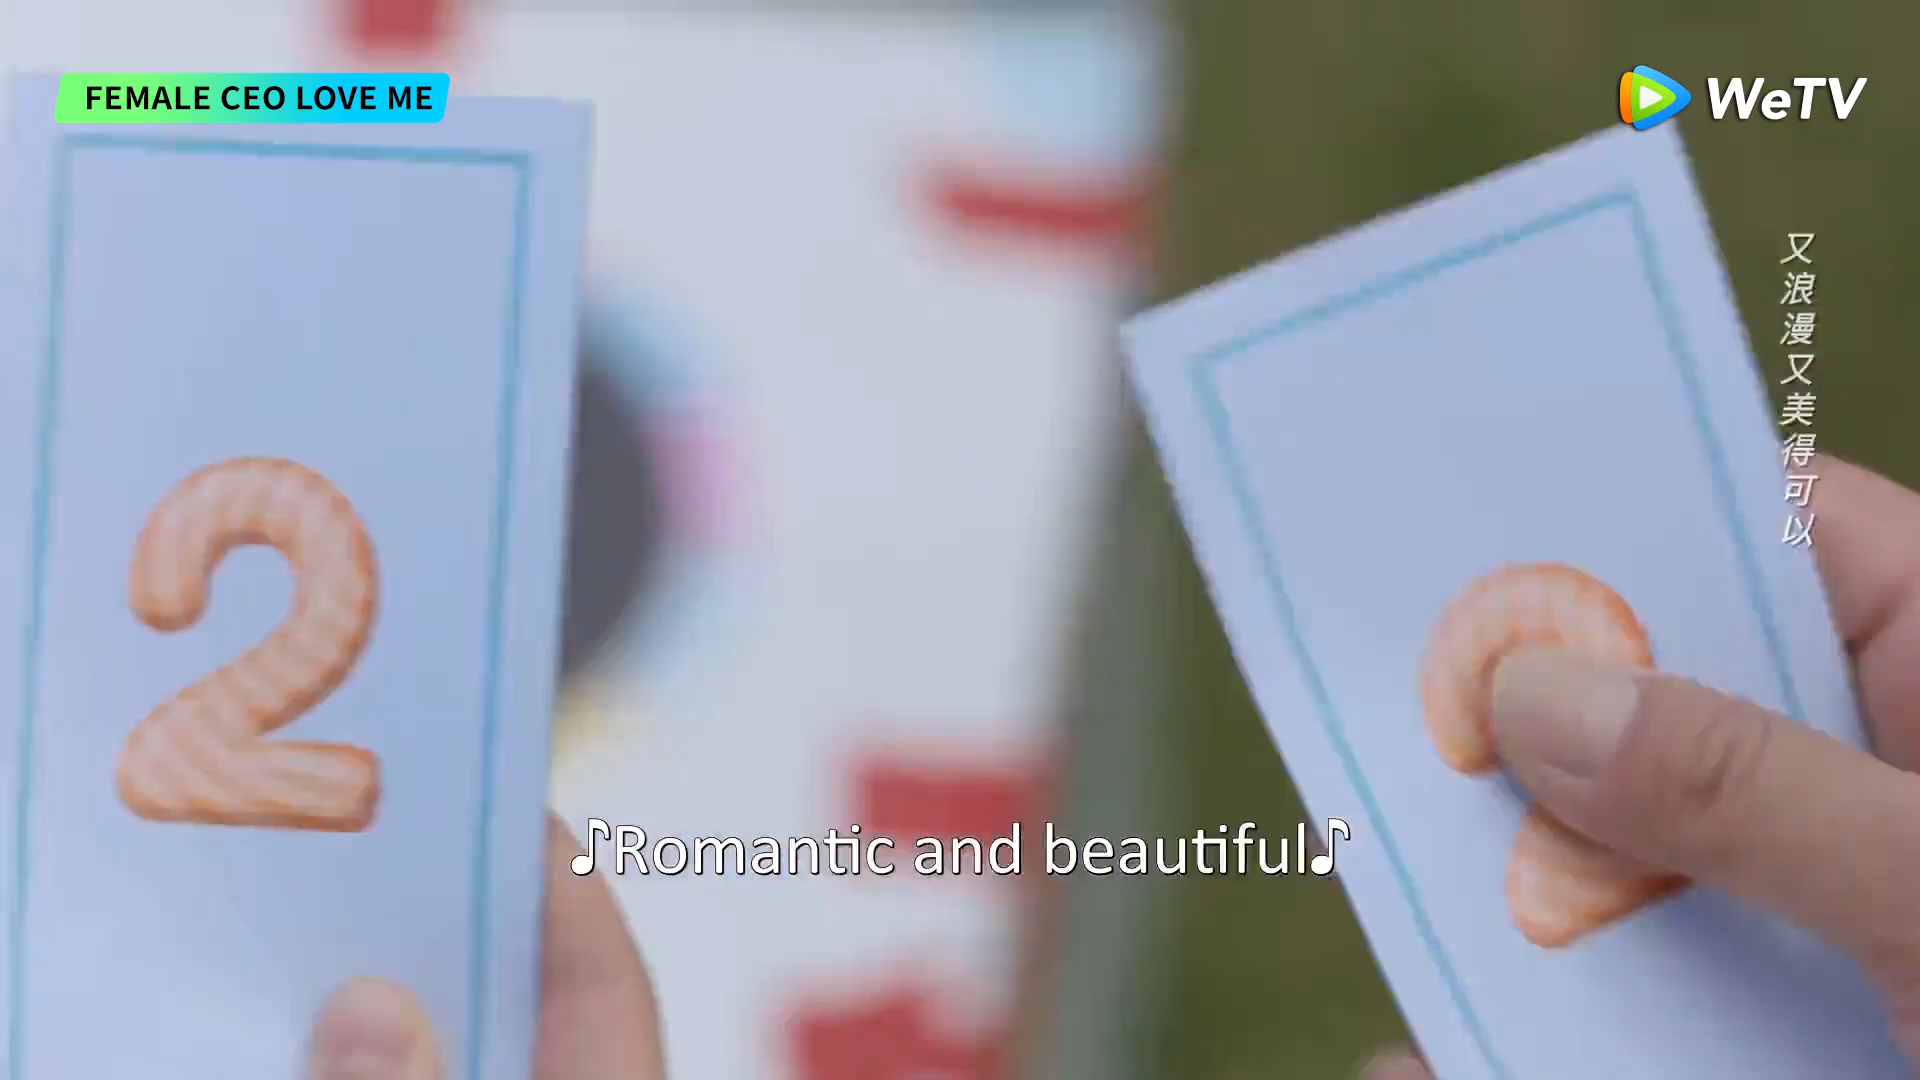 FEMALE CEO LOVE ME
WeTV
又浪漫又美得可以
2
2
♪Romantic and beautiful♪